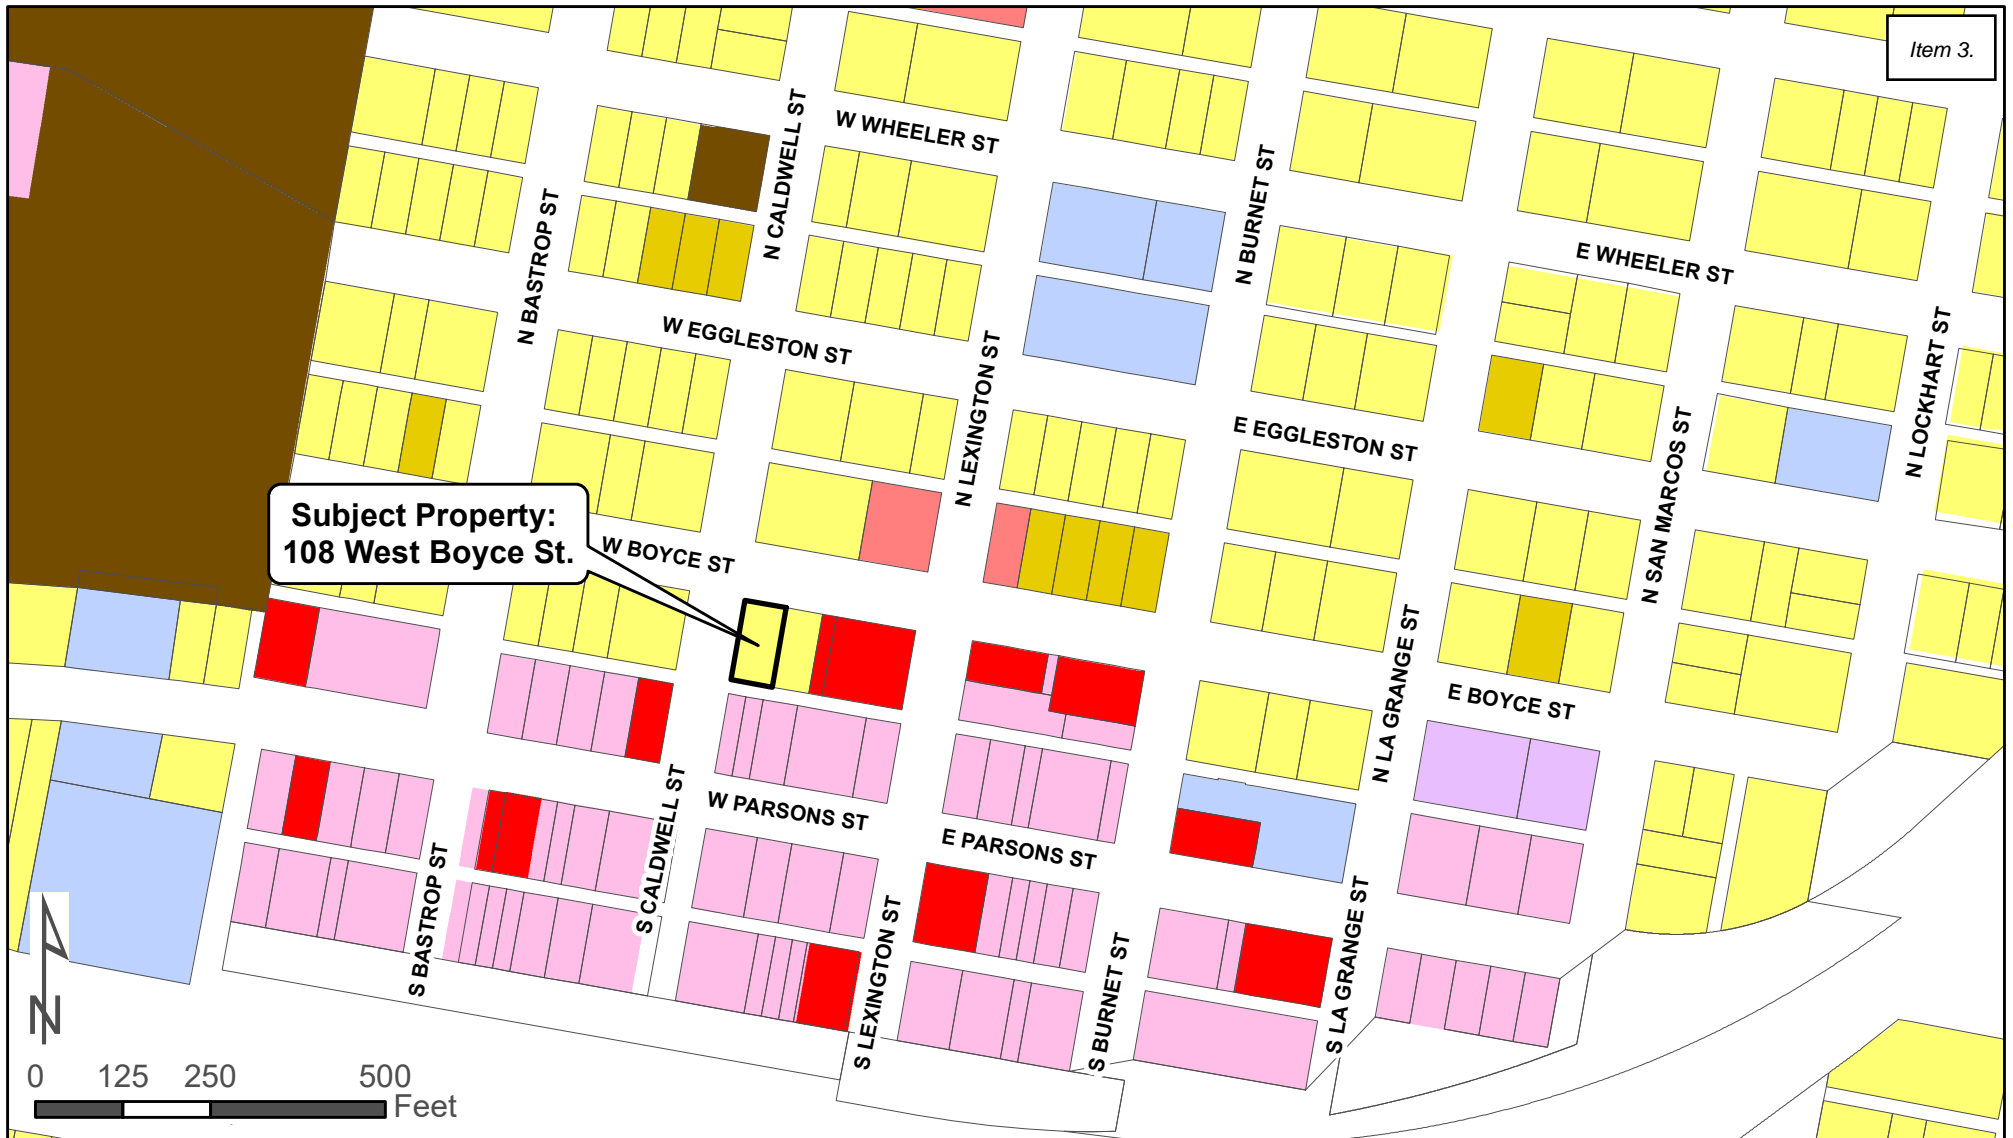 Item 3.
W WHEELER ST
N CALDWELL ST
N BURNET ST
N BASTROP ST
E WHEELER ST
W EGGLESTON ST
N LEXINGTON ST
N LOCKHART ST
E EGGLESTON ST
N SAN MARCOS ST
Subject Property:
108 West Boyce St.
W BOYCE ST
N LA GRANGE ST
E BOYCE ST
W PARSONS ST
S CALDWELL ST
E PARSONS ST
S BASTROP ST
S LEXINGTON ST
S BURNET ST
S LA GRANGE ST
N
0 125 250 500
Feet